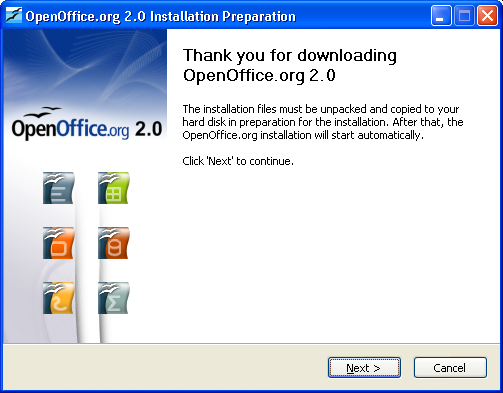 OpenOffice.org 2.0 Installation Preparation
Thank you for downloading
OpenOffice.org 2.0
The installation files must be unpacked and copied to your
hard disk in preparation for the installation. After that, the
OpenOffice.org installation will start automatically.
Click 'Next' to continue.
OpenOffice.org 2.0
Next >
Cancel